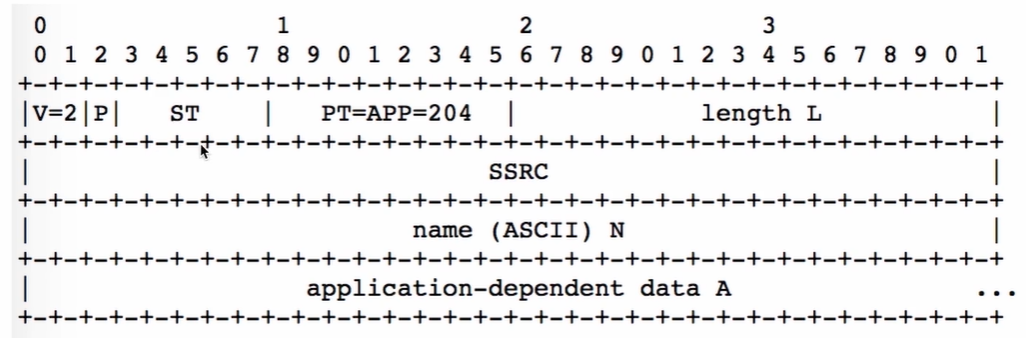 0 1 2 3
0 1 2 3 4 5 6 7 8 9 0 1 2 3 4 5 6 7 8 9 0 1 2 3 4 5 6 7 8 9 0 1
+-+-+-+-+-+-+-+-+-+-+-+-+-+-+-+-+-+-+-+-+-+-+-+-+-+-+-+-+-+-+-+-+
|V=2|P| ST | PT=APP=204 | length L |
+-+-+-+-+-+-+-+-+-+-+-+-+-+-+-+-+-+-+-+-+-+-+-+-+-+-+-+-+-+-+-+-+
| SSRC |
+-+-+-+-+-+-+-+-+-+-+-+-+-+-+-+-+-+-+-+-+-+-+-+-+-+-+-+-+-+-+-+-+
| name (ASCII) N |
+-+-+-+-+-+-+-+-+-+-+-+-+-+-+-+-+-+-+-+-+-+-+-+-+-+-+-+-+-+-+-+-+
| application-dependent data A ...
+-+-+-+-+-+-+-+-+-+-+-+-+-+-+-+-+-+-+-+-+-+-+-+-+-+-+-+-+-+-+-+-+